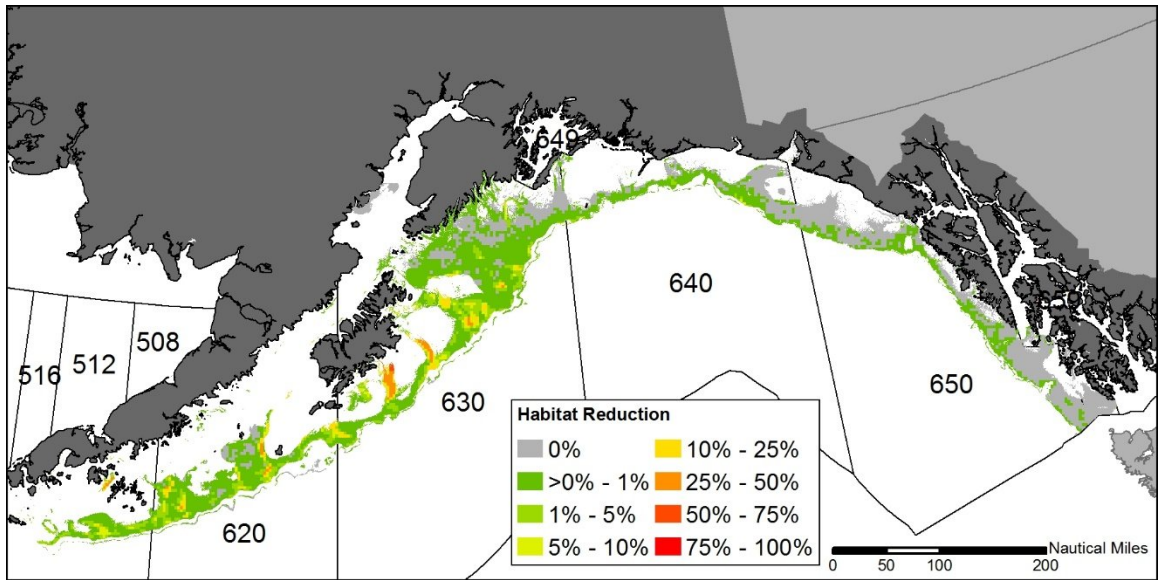 649
640
508
512
516
630
650
620
Habitat Reduction
0%
>0% - 1%
1% - 5%
5% - 10%
10% - 25%
25% - 50%
50% - 75%
75% - 100%
Nautical Miles
0 50 100 200